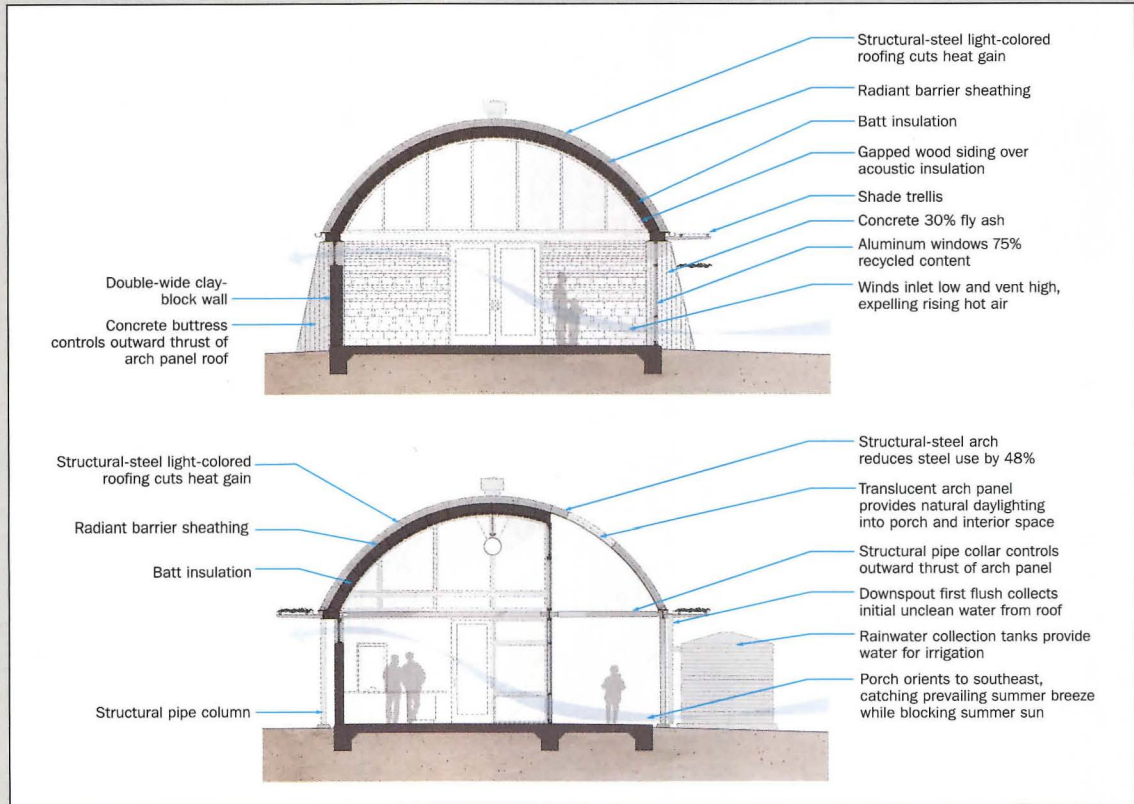 Structural-steel light-colored
roofing cuts heat gain
Radiant barrier sheathing
Batt insulation
Gapped wood siding over
acoustic insulation
Shade trellis
Concrete 30% fly ash
Aluminum windows 75%
recycled content
Winds inlet low and vent high,
expelling rising hot air
Double-wide clay-
block wall
Concrete buttress
controls outward thrust of
arch panel roof
Structural-steel light-colored
roofing cuts heat gain
Radiant barrier sheathing
Batt insulation
Structural pipe column
Structural-steel arch
reduces steel use by 48%
Translucent arch panel
provides natural daylighting
into porch and interior space
Structural pipe collar controls
outward thrust of arch panel
Downspout first flush collects
initial unclean water from roof
Rainwater collection tanks provide
water for irrigation
Porch orients to southeast,
catching prevailing summer breeze
while blocking summer sun